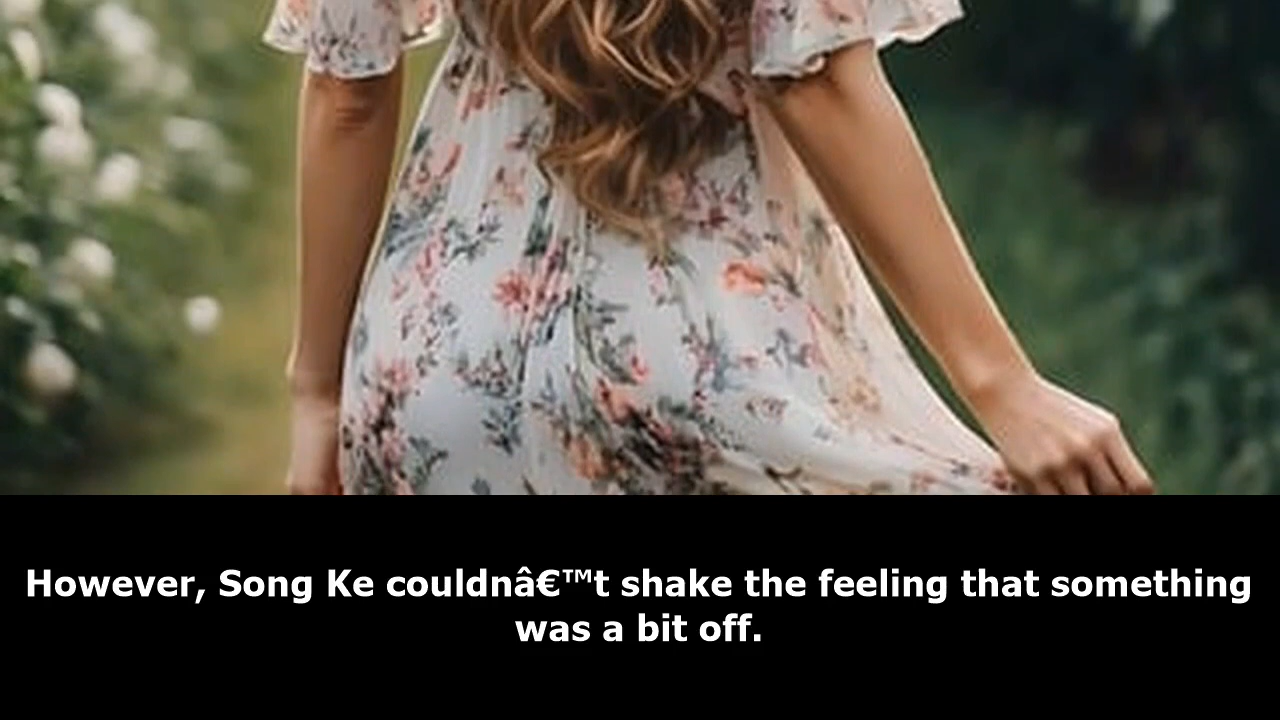 However, Song Ke couldnâ€™t shake the feeling that something
was a bit off.